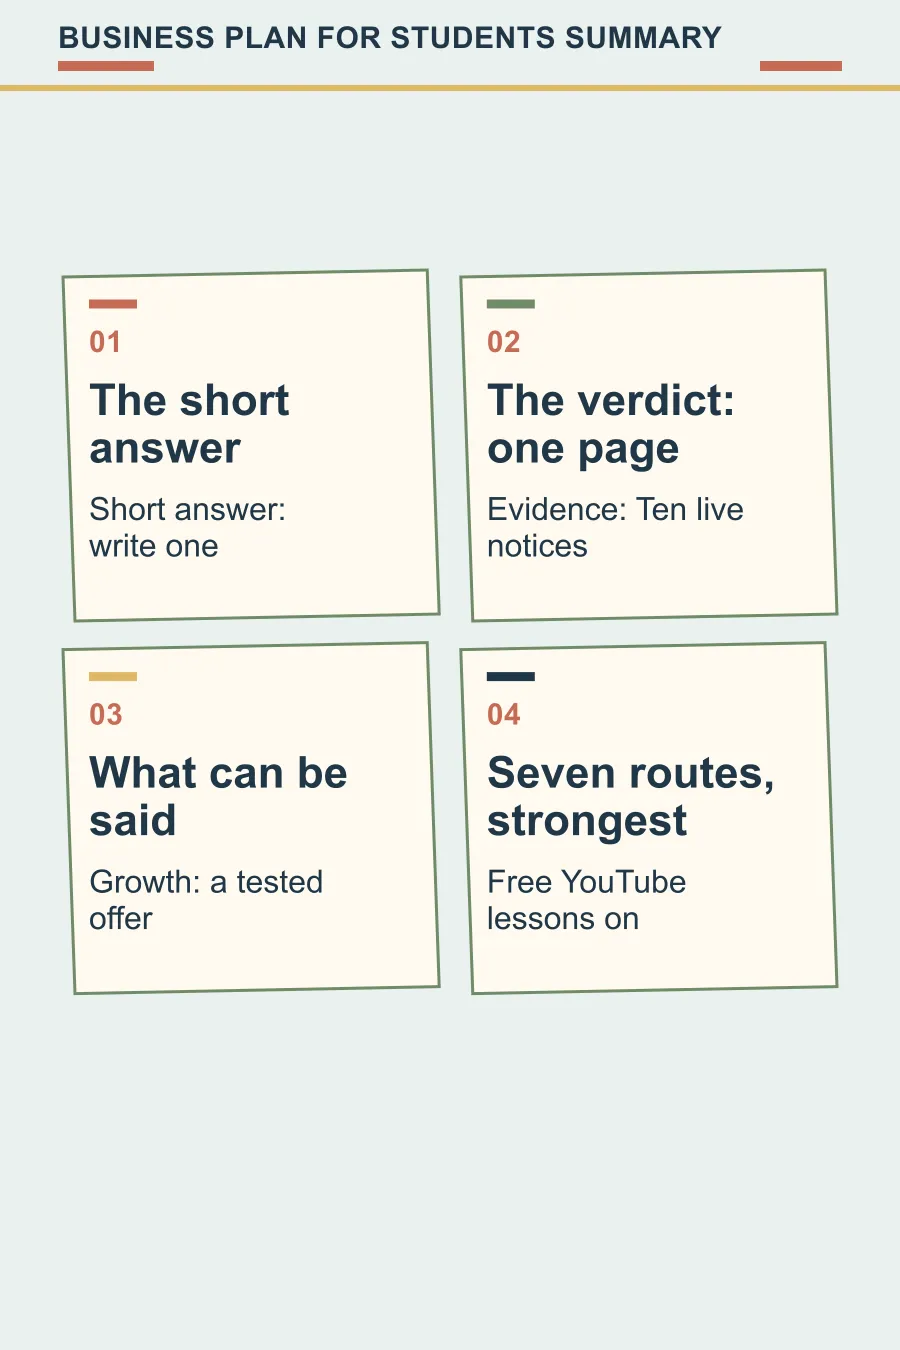 BUSINESS PLAN FOR STUDENTS SUMMARY
01
The short
answer
Short answer:
write one
02
The verdict:
one page
Evidence: Ten live
notices
03
What can be
said
Growth: a tested
offer
04
Seven routes,
strongest
Free YouTube
lessons on